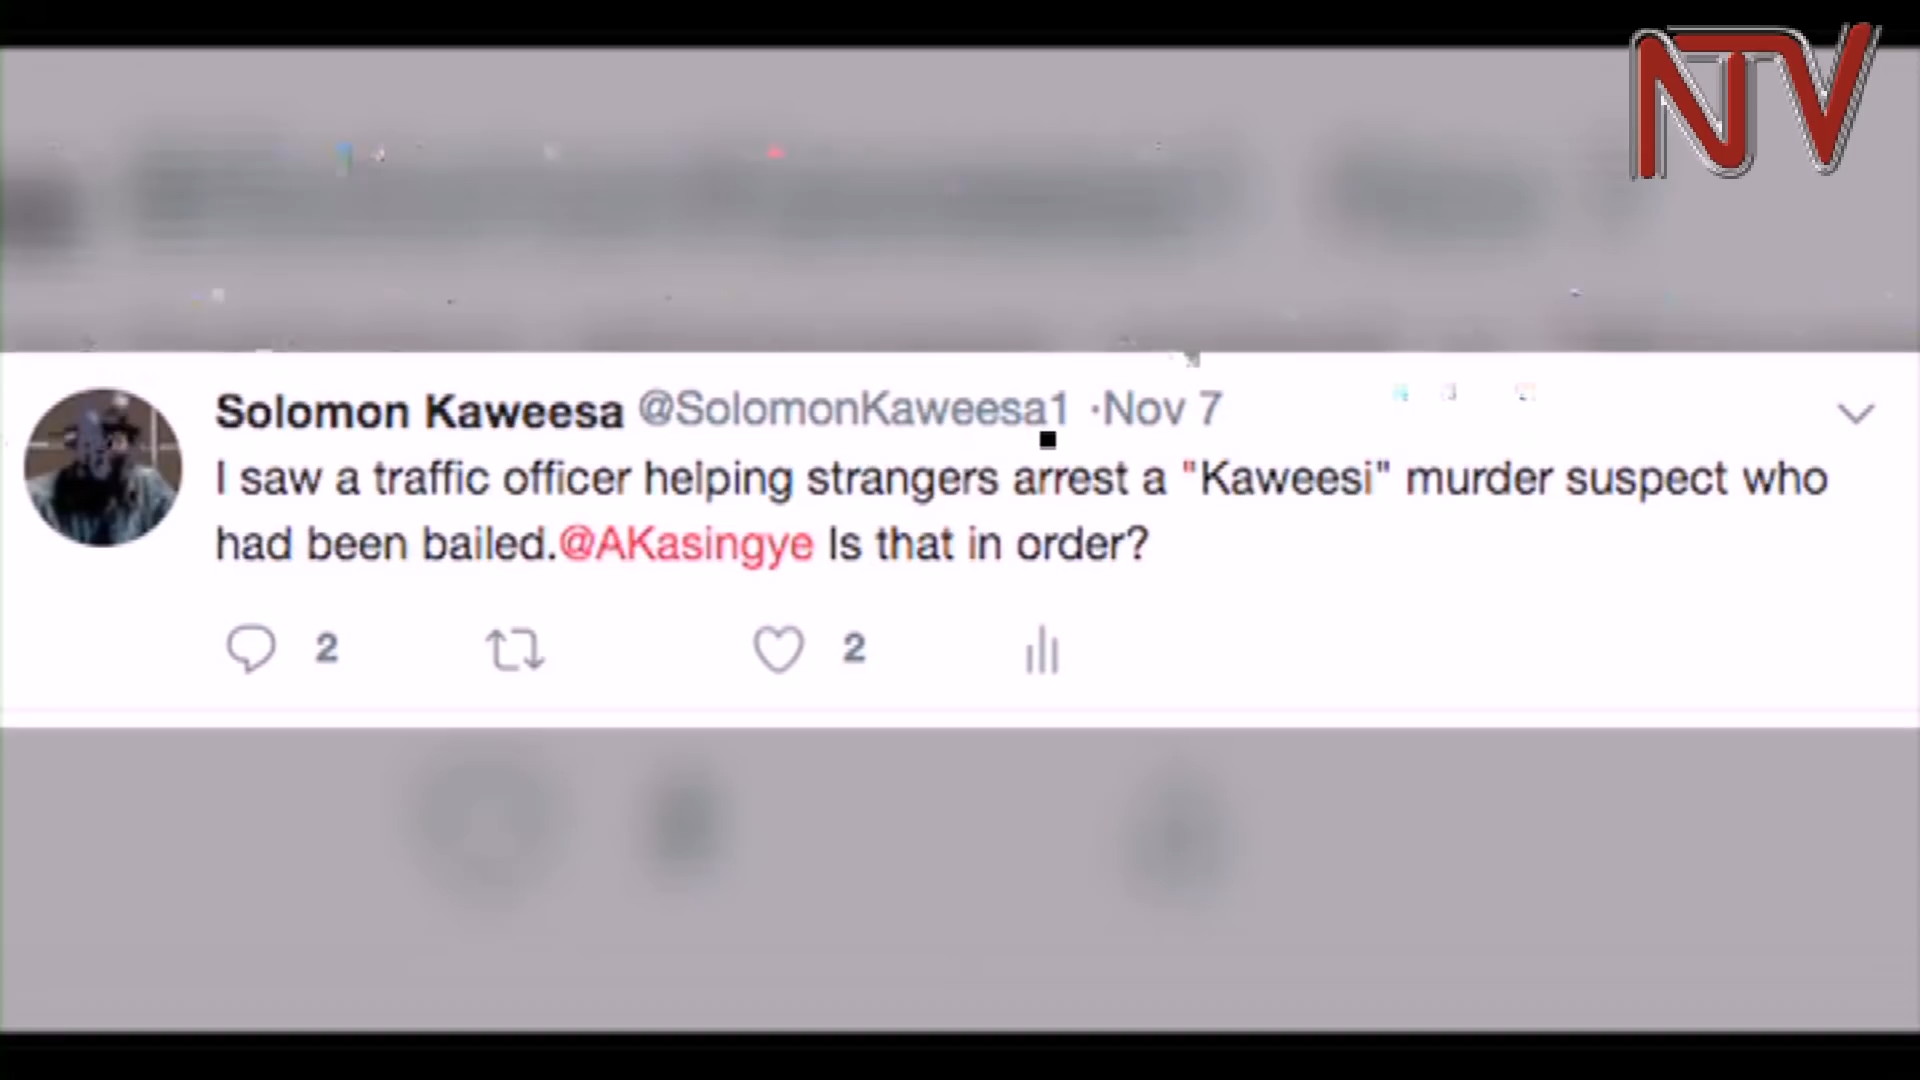 NTV
Solomon Kaweesa @SolomonKaweesa1 ·Nov 7
I saw a traffic officer helping strangers arrest a "Kaweesi" murder suspect who
had been bailed.@AKasingye Is that in order?
2 2